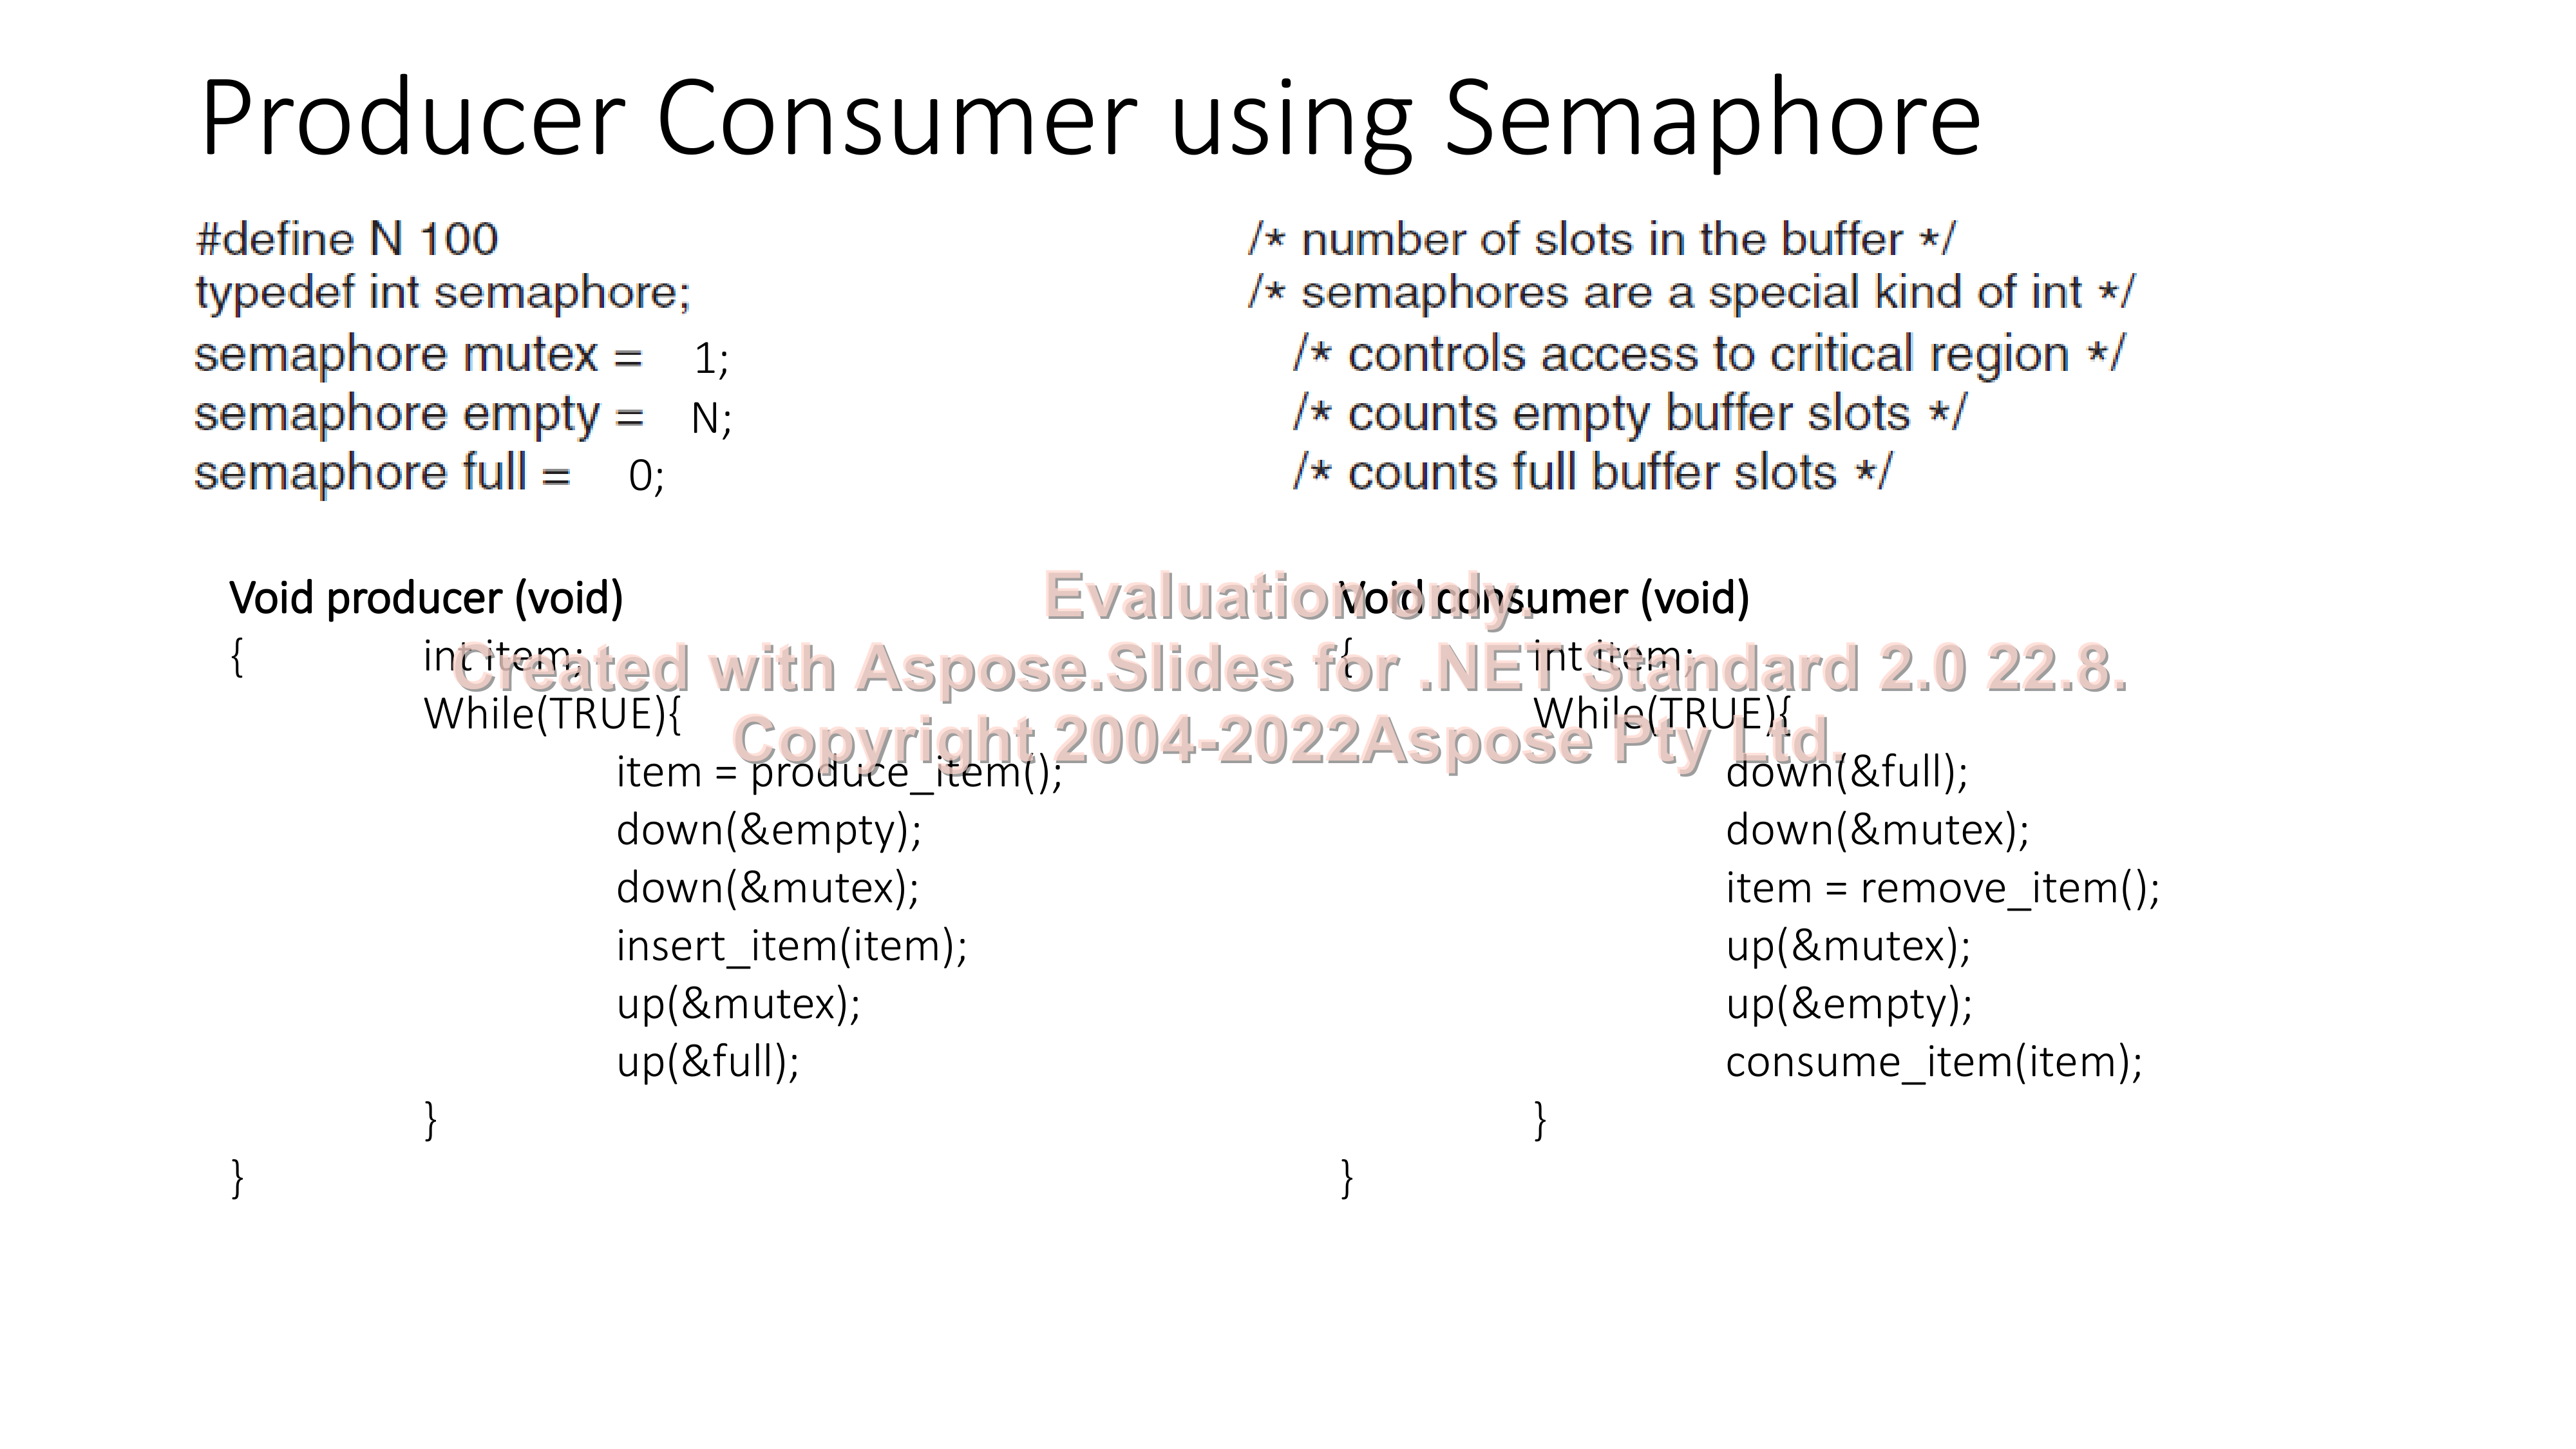 Producer Consumer using Semaphore
#define N 100 /* number of slots in the buffer */
typedef int semaphore; /* semaphores are a special kind of int */
semaphore mutex = 1; /* controls access to critical region */
semaphore empty = N; /* counts empty buffer slots */
semaphore full = 0; /* counts full buffer slots */
Void producer (void)
{ int item;
While(TRUE){
item = produce_item();
down(&empty);
down(&mutex);
insert_item(item);
up(&mutex);
up(&full);
}
}
Void consumer (void)
{ int item;
While(TRUE){
down(&full);
down(&mutex);
item = remove_item();
up(&mutex);
up(&empty);
consume_item(item);
}
}
Evaluation only.
Created with Aspose.Slides for .NET Standard 2.0 22.8.
Copyright 2004-2022Aspose Pty Ltd.